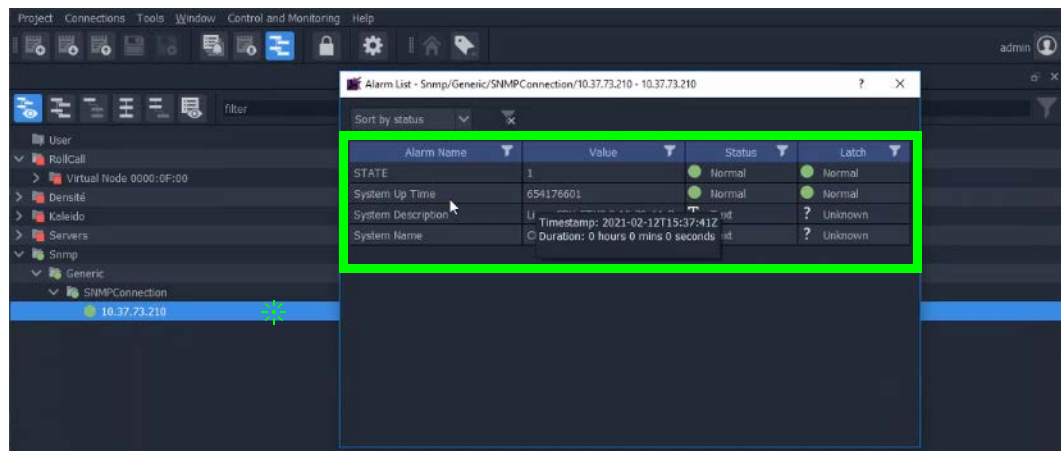 Project Connections Tools Window Control and Monitoring Help
admin
Alarm List - Snmp/Generic/SNMPConnection/10.37.73.210 - 10.37.73.210 ? X
filter
Sort by status
User
RollCall
Virtual Node 0000:0F:00
Densité
Kaleido
Servers
Snmp
Generic
SNMPConnection
10.37.73.210
Alarm Name Value Status Latch
STATE 1 Normal Normal
System Up Time 654176601 Normal Normal
System Description ? Unknown
System Name ? Unknown
Timestamp: 2021-02-12T15:37:41Z
Duration: 0 hours 0 mins 0 seconds